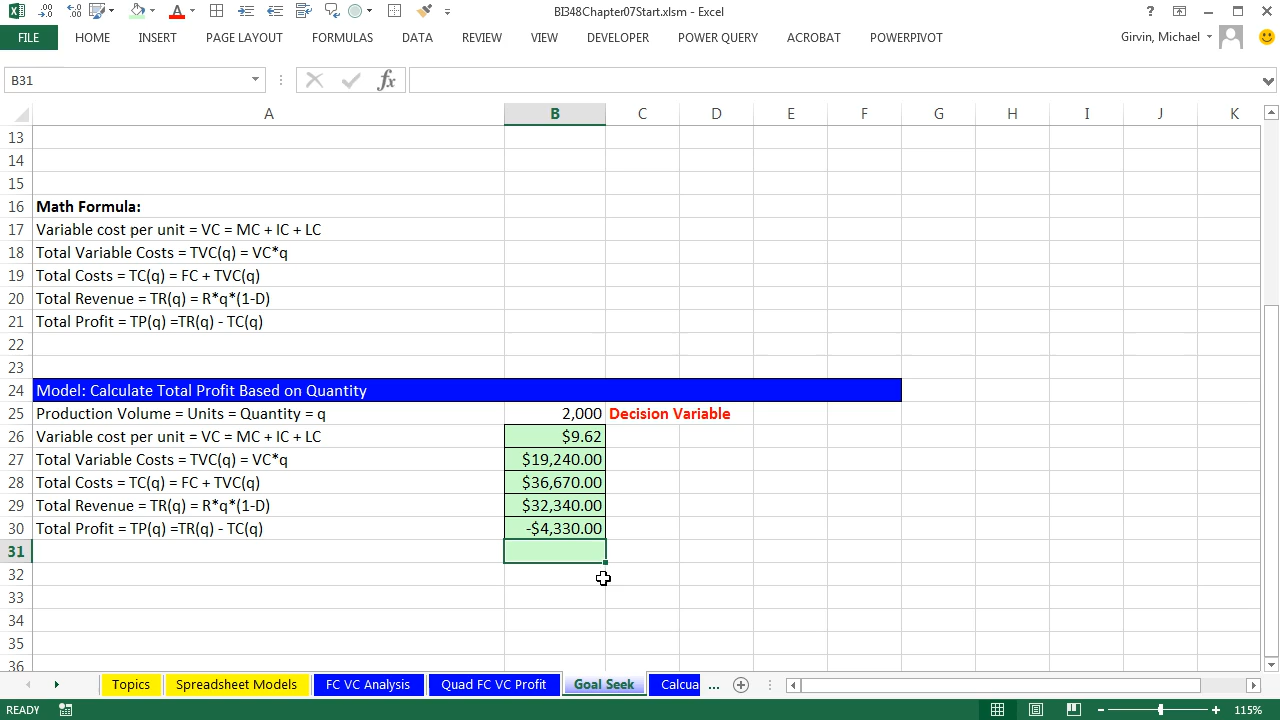 BI348Chapter07Start.xlsm - Excel
FILE HOME INSERT PAGE LAYOUT FORMULAS DATA REVIEW VIEW DEVELOPER POWER QUERY ACROBAT POWERPIVOT Girvin, Michael
B31 fx
A B C D E F G H I J K
13
14
15
16 Math Formula:
17 Variable cost per unit = VC = MC + IC + LC
18 Total Variable Costs = TVC(q) = VC*q
19 Total Costs = TC(q) = FC + TVC(q)
20 Total Revenue = TR(q) = R*q*(1-D)
21 Total Profit = TP(q) =TR(q) - TC(q)
22
23
24 Model: Calculate Total Profit Based on Quantity
25 Production Volume = Units = Quantity = q 2,000 Decision Variable
26 Variable cost per unit = VC = MC + IC + LC $9.62
27 Total Variable Costs = TVC(q) = VC*q $19,240.00
28 Total Costs = TC(q) = FC + TVC(q) $36,670.00
29 Total Revenue = TR(q) = R*q*(1-D) $32,340.00
30 Total Profit = TP(q) =TR(q) - TC(q) -$4,330.00
31
32
33
34
35
36
Topics Spreadsheet Models FC VC Analysis Quad FC VC Profit Goal Seek Calcua ...
READY 115%